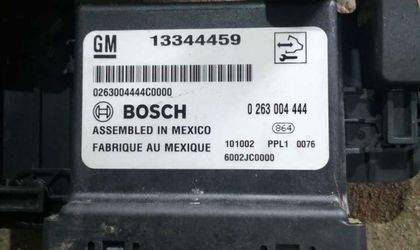 GM 13344459
0263004444C0000
BOSCH 0 263 004 444
ASSEMBLED IN MEXICO 864
FABRIQUE AU MEXIQUE 101002 PPL1 0076
6002JC0000